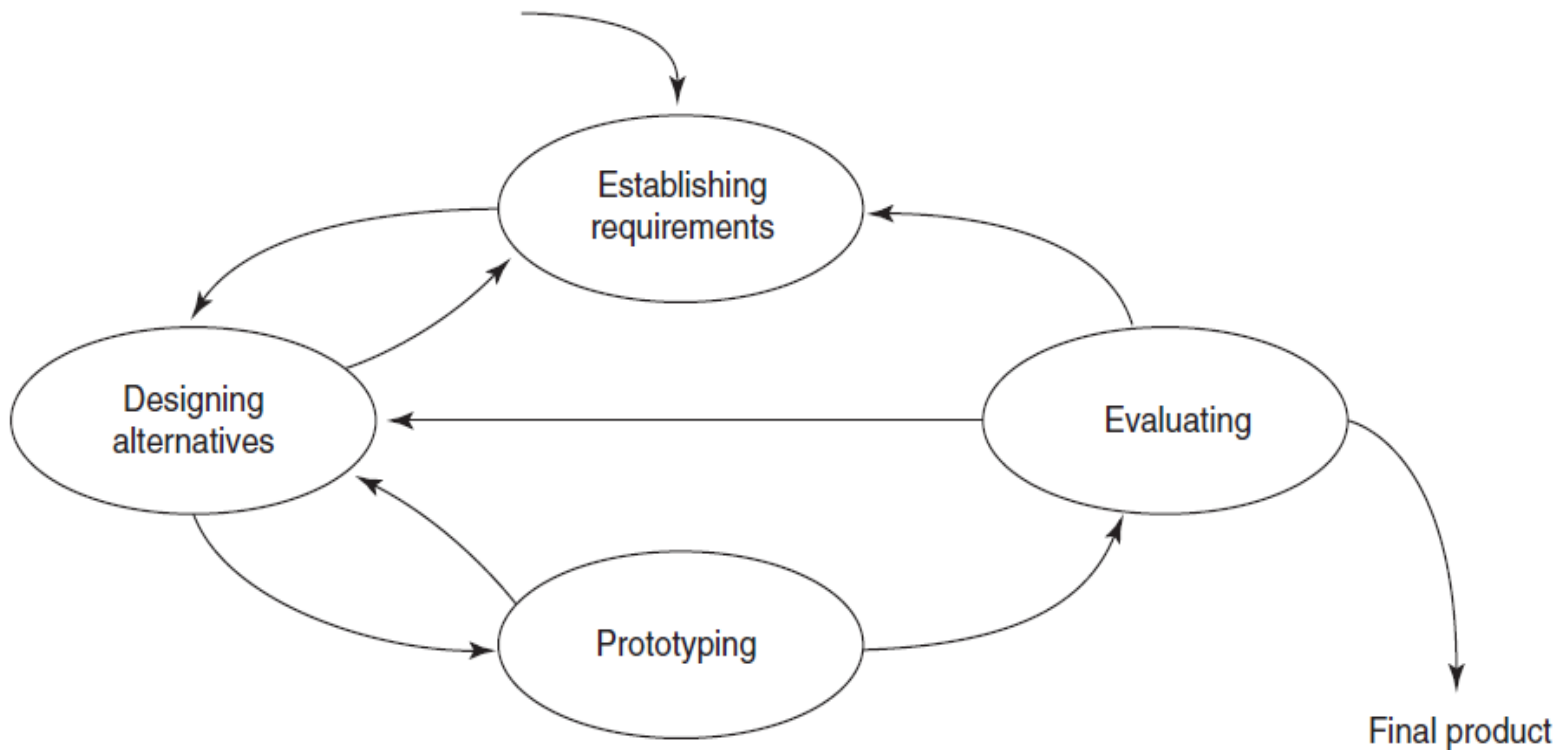 Establishing
requirements
Designing
alternatives
Evaluating
Prototyping
Final product